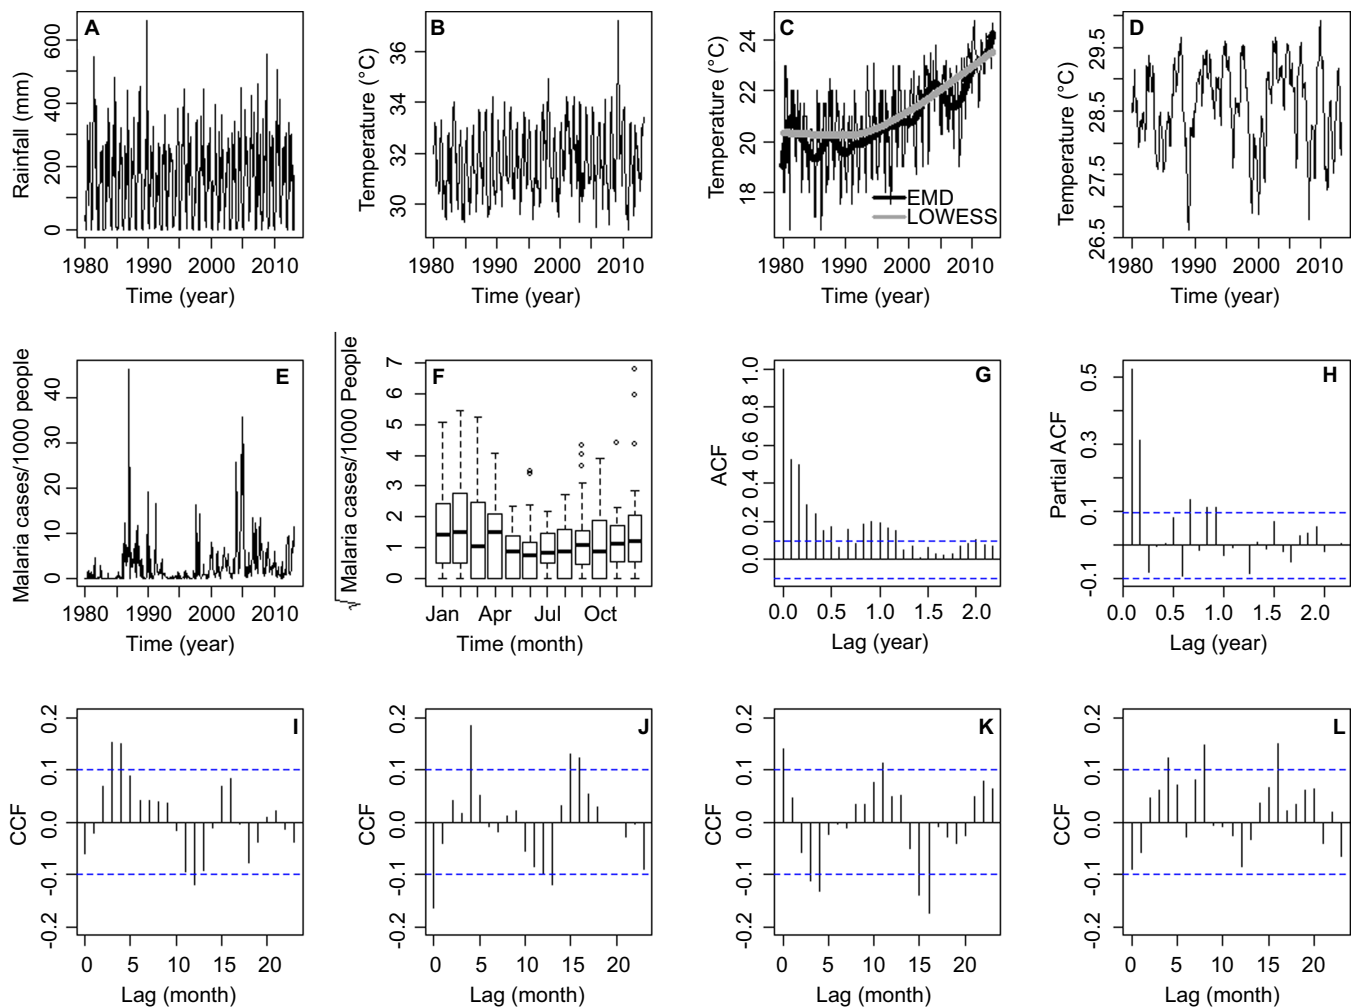 A
Rainfall (mm)
600
400
200
0
1980 1990 2000 2010
Time (year)
B
Temperature (°C)
36
34
32
30
1980 1990 2000 2010
Time (year)
C
Temperature (°C)
24
22
20
18
EMD
LOWESS
1980 1990 2000 2010
Time (year)
D
Temperature (°C)
29.5
28.5
27.5
26.5
1980 1990 2000 2010
Time (year)
E
Malaria cases/1000 people
40
30
20
10
0
1980 1990 2000 2010
Time (year)
F
√ Malaria cases/1000 People
7
6
5
4
3
2
1
0
Jan Apr Jul Oct
Time (month)
G
ACF
1.0
0.8
0.6
0.4
0.2
0.0
0.0 0.5 1.0 1.5 2.0
Lag (year)
H
Partial ACF
0.5
0.3
0.1
-0.1
0.0 0.5 1.0 1.5 2.0
Lag (year)
I
CCF
0.2
0.1
0.0
-0.1
-0.2
0 5 10 15 20
Lag (month)
J
CCF
0.2
0.1
0.0
-0.1
-0.2
0 5 10 15 20
Lag (month)
K
CCF
0.2
0.1
0.0
-0.1
-0.2
0 5 10 15 20
Lag (month)
L
CCF
0.2
0.1
0.0
-0.1
-0.2
0 5 10 15 20
Lag (month)